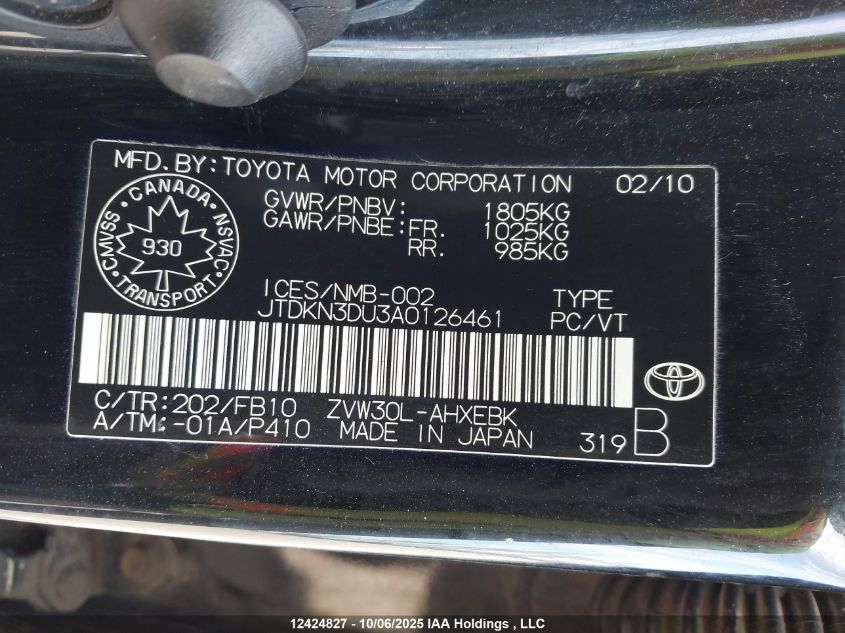 MFD.BY:TOYOTA MOTOR CORPORATION 02/10
GVWR/PNBV: 1805KG
GAWR/PNBE:FR. 1025KG
RR. 985KG
CANADA
CMVSS 930 NSVAC
TRANSPORT
ICES/NMB-002 TYPE
JTDKN3DU3A0126461 PC/VT
C/TR:202/FB10 ZVW30L-AHXEBK
A/TM:-01A/P410 MADE IN JAPAN 319 B
12424827 - 10/06/2025 IAA Holdings , LLC